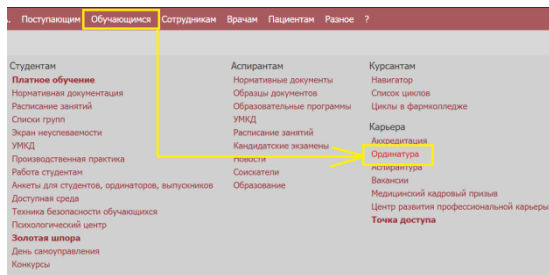 Поступающим Обучающимся Сотрудникам Врачам Пациентам Разное ?
Студентам
Платное обучение
Нормативная документация
Расписание занятий
Списки групп
Экран неуспеваемости
УМКД
Производственная практика
Работа студентам
Анкеты для студентов, ординаторов, выпускников
Доступная среда
Техника безопасности обучающихся
Психологический центр
Золотая шпора
День самоуправления
Конкурсы
Аспирантам
Нормативные документы
Образцы документов
Образовательные программы
УМКД
Расписание занятий
Кандидатские экзамены
Новости
Соискатели
Образование
Курсантам
Навигатор
Список циклов
Циклы в фармколледже
Карьера
Аккредитация
Ординатура
Аспирантура
Вакансии
Медицинский кадровый призыв
Центр развития профессиональной карьеры
Точка доступа